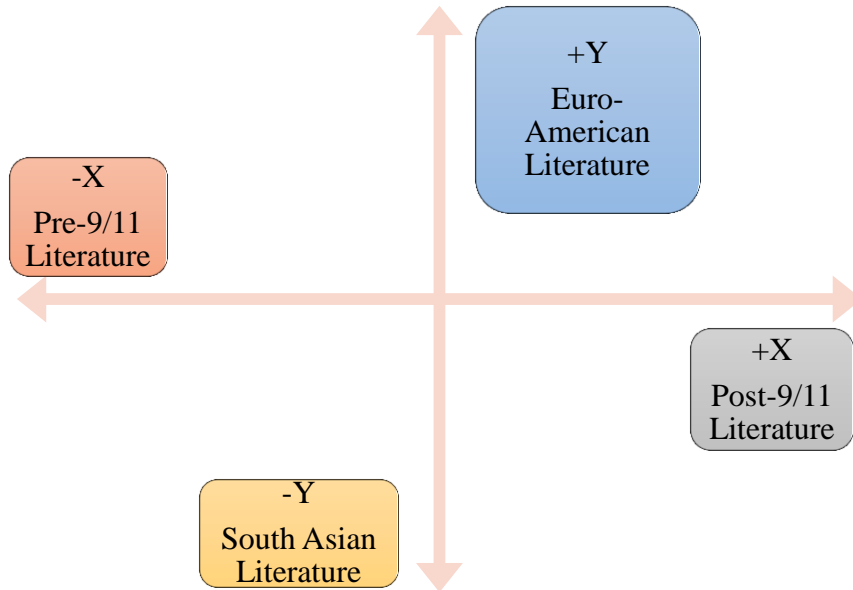 +Y
Euro-
American
Literature
-X
Pre-9/11
Literature
+X
Post-9/11
Literature
-Y
South Asian
Literature